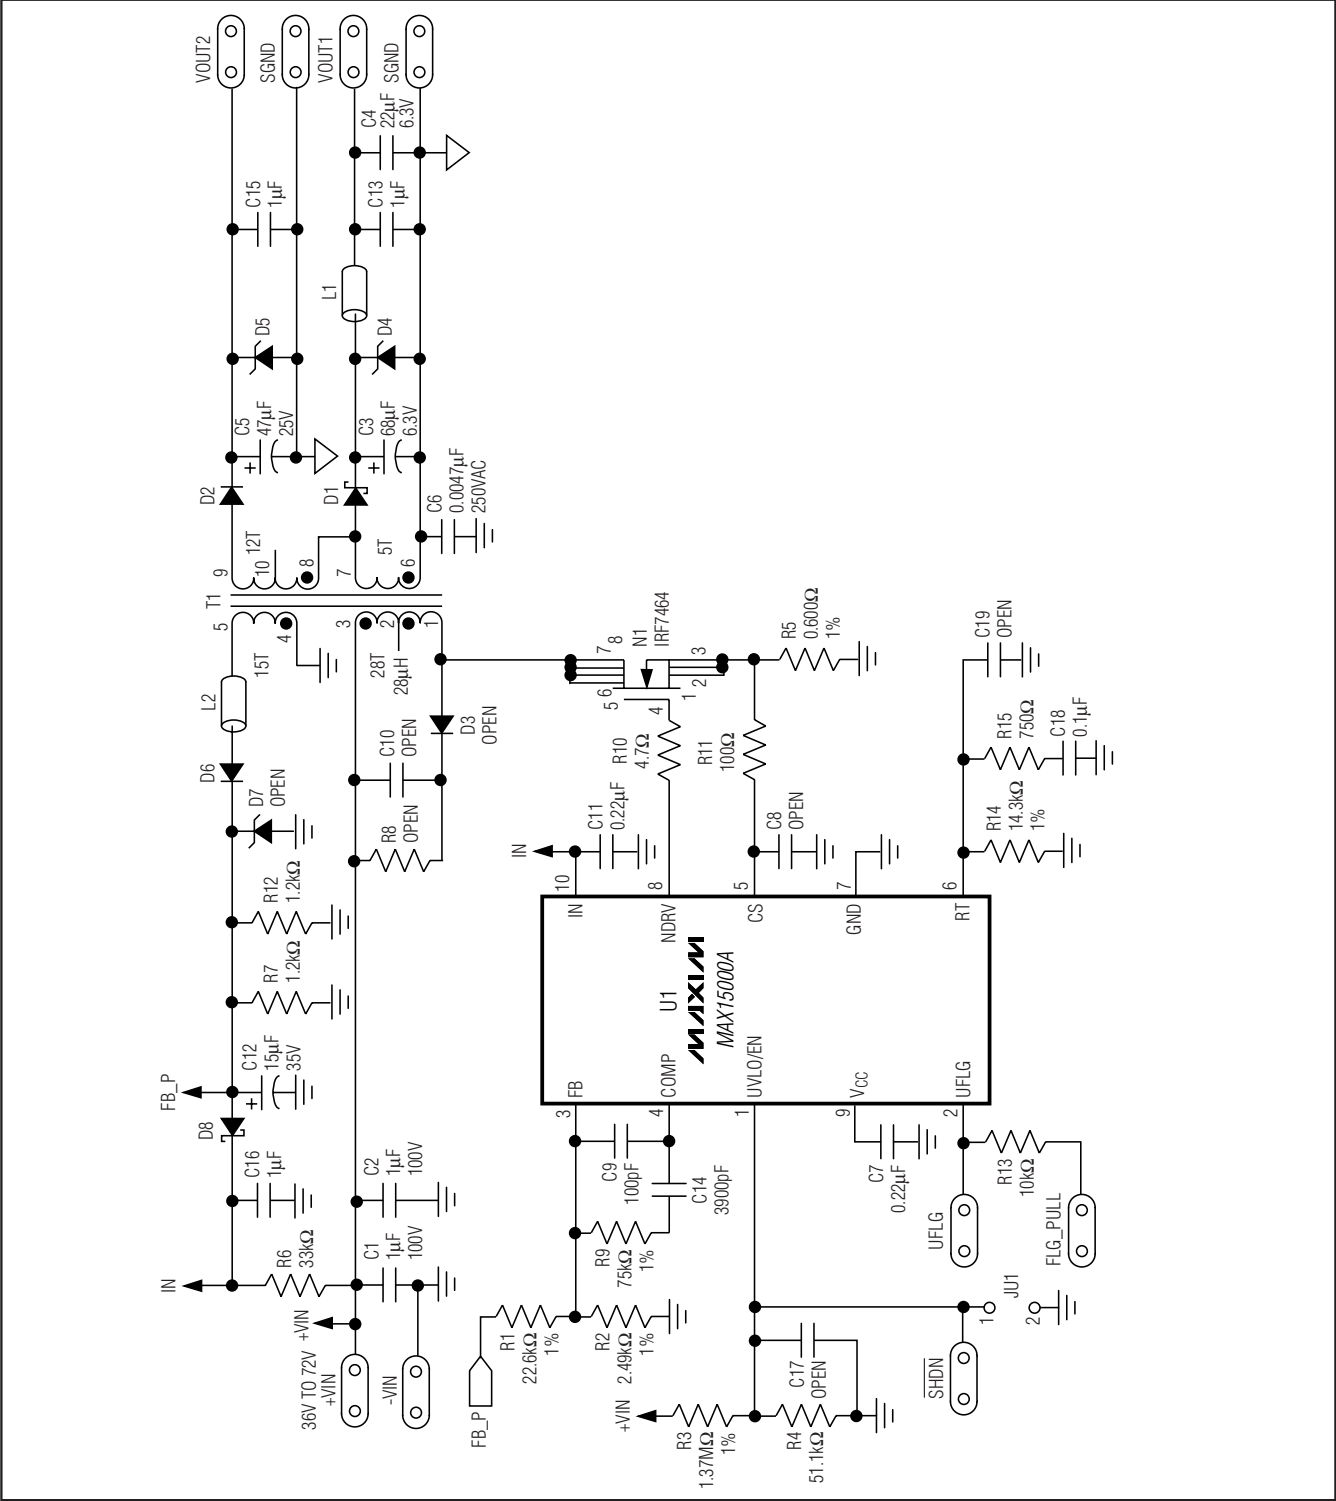 VOUT2
SGND
VOUT1
SGND
C4
22µF
6.3V
C15
1µF
C13
1µF
L1
D5
D4
C5
47µF
25V
C3
68µF
6.3V
D2
D1
C6
0.0047µF
250VAC
T1
12T
5T
9
10
8
7
6
5
4
3
2
1
15T
28T
28µH
L2
D6
D7
OPEN
D3
OPEN
C10
OPEN
R8
OPEN
R12
1.2kΩ
R7
1.2kΩ
C12
15µF
35V
FB_P
D8
C16
1µF
C2
1µF
100V
C1
1µF
100V
R6
33kΩ
IN
+VIN
36V TO 72V
+VIN
-VIN
N1
IRF7464
5
6
7
8
4
1
2
3
R5
0.600Ω
1%
R10
4.7Ω
R11
100Ω
C11
0.22µF
IN
C8
OPEN
C19
OPEN
R15
750Ω
C18
0.1µF
R14
14.3kΩ
1%
10
8
5
7
6
IN
NDRV
CS
GND
RT
U1
MAXIM
MAX15000A
FB
COMP
UVLO/EN
VCC
UFLG
3
4
1
9
2
C9
100pF
C14
3900pF
R9
75kΩ
1%
R1
22.6kΩ
1%
R2
2.49kΩ
1%
FB_P
C7
0.22µF
R13
10kΩ
UFLG
FLG_PULL
JU1
1
2
SHDN
C17
OPEN
+VIN
R3
1.37MΩ
1%
R4
51.1kΩ